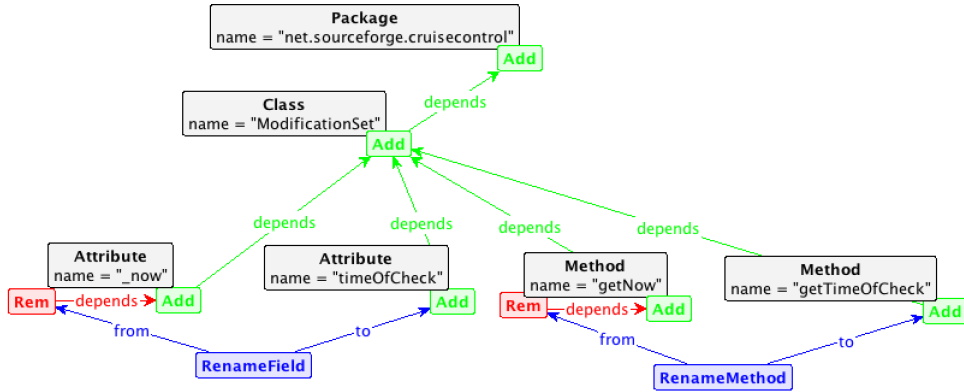 Package
name = "net.sourceforge.cruisecontrol"
Add
depends
Class
name = "ModificationSet"
Add
depends
depends
depends
depends
Attribute
name = "_now"
Attribute
name = "timeOfCheck"
Method
name = "getNow"
Method
name = "getTimeOfCheck"
Rem
depends
Add
Add
Rem
depends
Add
Add
from
to
from
to
RenameField
RenameMethod